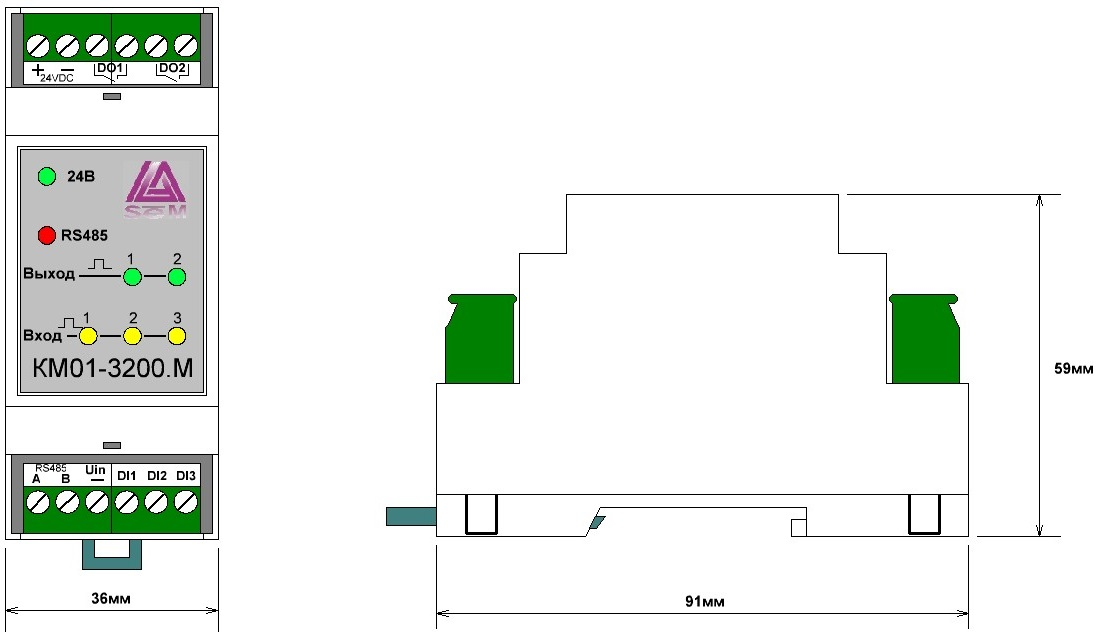 + – DO1 DO2
24VDC
24В
SEM
RS485
1 2
Выход
1 2 3
Вход
КМ01-3200.М
RS485 Uin
A B – DI1 DI2 DI3
36мм
59мм
91мм